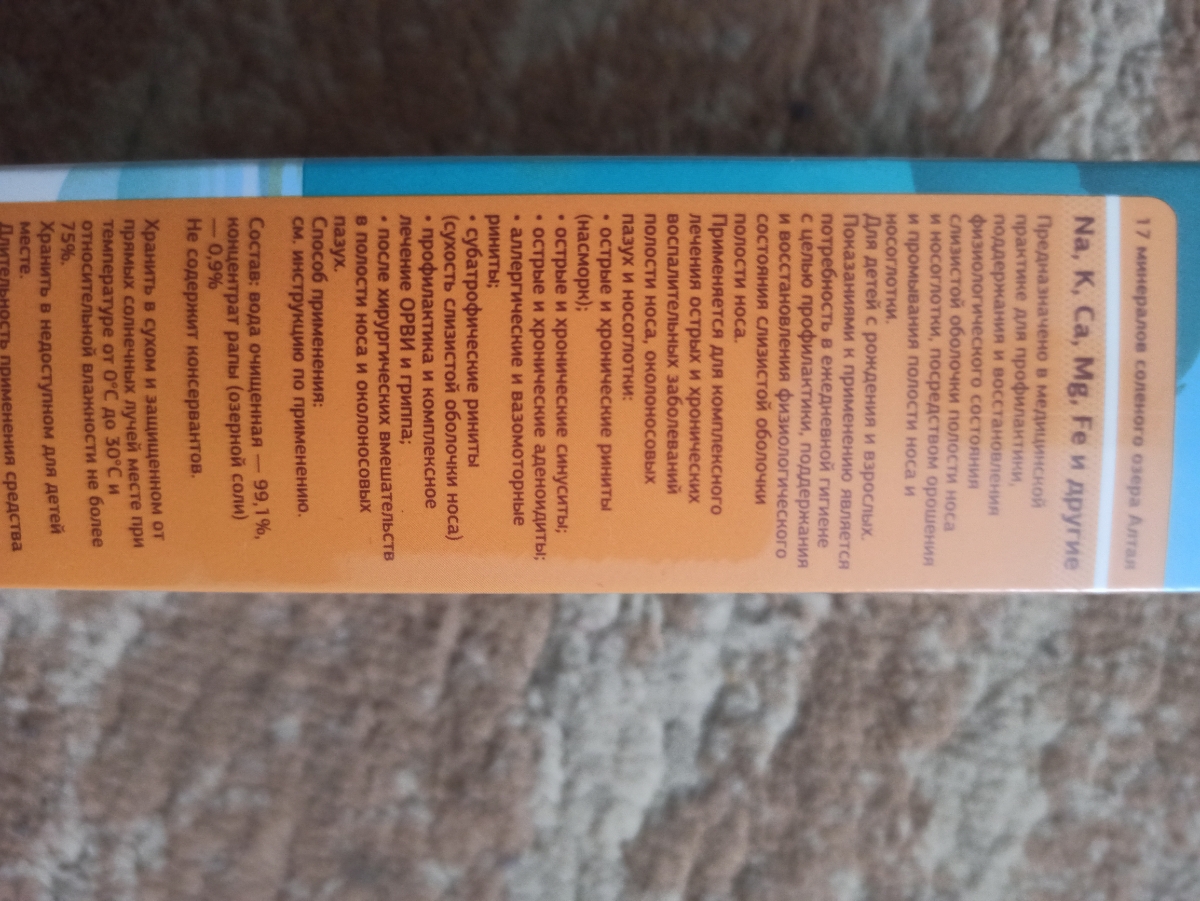 17 минералов соленого озера Алтая
Na, K, Ca, Mg, Fe и другие
Предназначено в медицинской
практике для профилактики,
поддержания и восстановления
физиологического состояния
слизистой оболочки полости носа
и носоглотки, посредством орошения
и промывания полости носа и
носоглотки.
Для детей с рождения и взрослых.
Показаниями к применению является
потребность в ежедневной гигиене
с целью профилактики, поддержания
и восстановления физиологического
состояния слизистой оболочки
полости носа.
Применяется для комплексного
лечения острых и хронических
воспалительных заболеваний
полости носа, околоносовых
пазух и носоглотки:
• острые и хронические риниты
(насморк);
• острые и хронические синуситы;
• острые и хронические аденоидиты;
• аллергические и вазомоторные
риниты;
• субатрофические риниты
(сухость слизистой оболочки носа)
• профилактика и комплексное
лечение ОРВИ и гриппа;
• после хирургических вмешательств
в полости носа и околоносовых
пазух.
Способ применения:
см. инструкцию по применению.
Состав: вода очищенная — 99,1%,
концентрат рапы (озерной соли)
— 0,9%
Не содержит консервантов.
Хранить в сухом и защищенном от
прямых солнечных лучей месте при
температуре от 0°С до 30°С и
относительной влажности не более
75%.
Хранить в недоступном для детей
месте.
Длительность применения средства